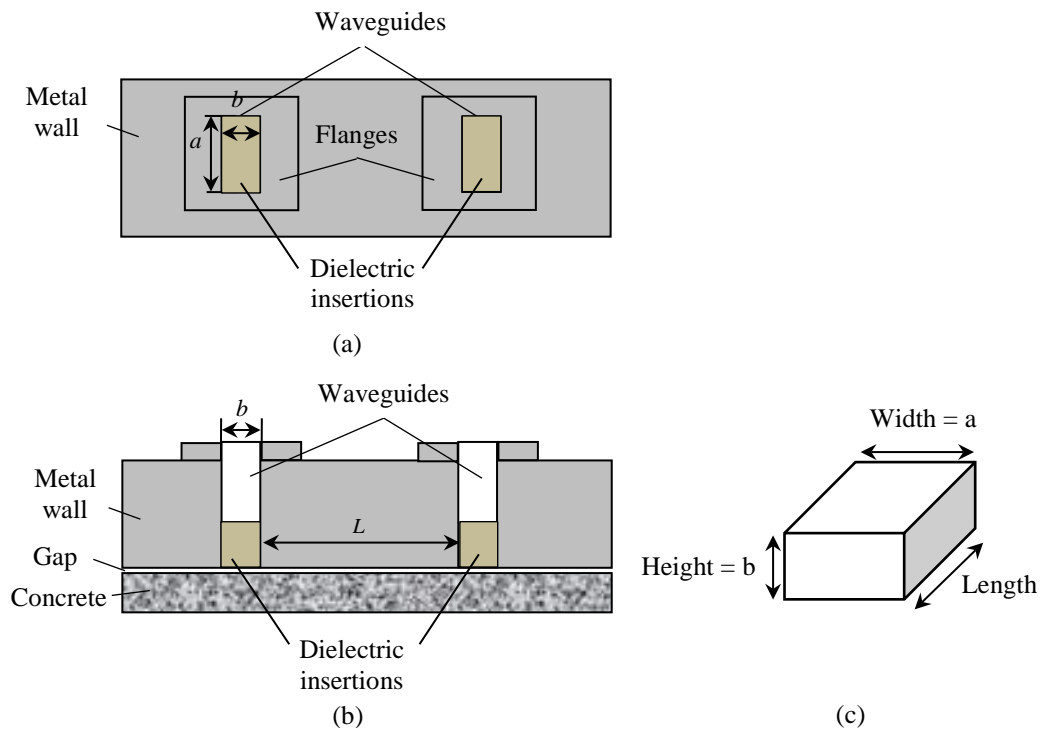 Waveguides
Metal
wall
b
a
Flanges
Dielectric
insertions
(a)
Waveguides
b
Metal
wall
L
Gap
Concrete
Dielectric
insertions
(b)
Width = a
Height = b
Length
(c)